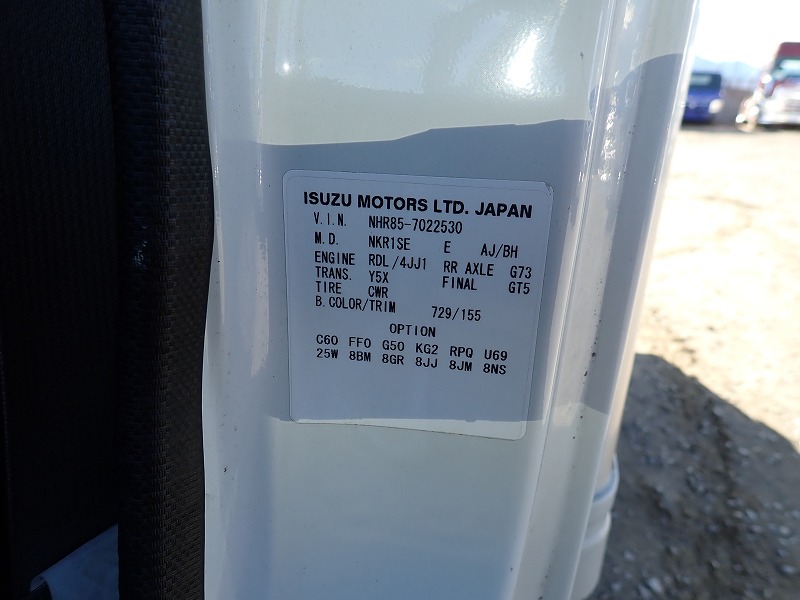 ISUZU MOTORS LTD. JAPAN
V.I.N. NHR85-7022530
M.D. NKR1SE E AJ/BH
ENGINE RDL/4JJ1 RR AXLE G73
TRANS. Y5X FINAL GT5
TIRE CWR
B.COLOR/TRIM 729/155
OPTION
C60 FF0 G50 KG2 RPQ U69
25W 8BM 8GR 8JJ 8JM 8NS